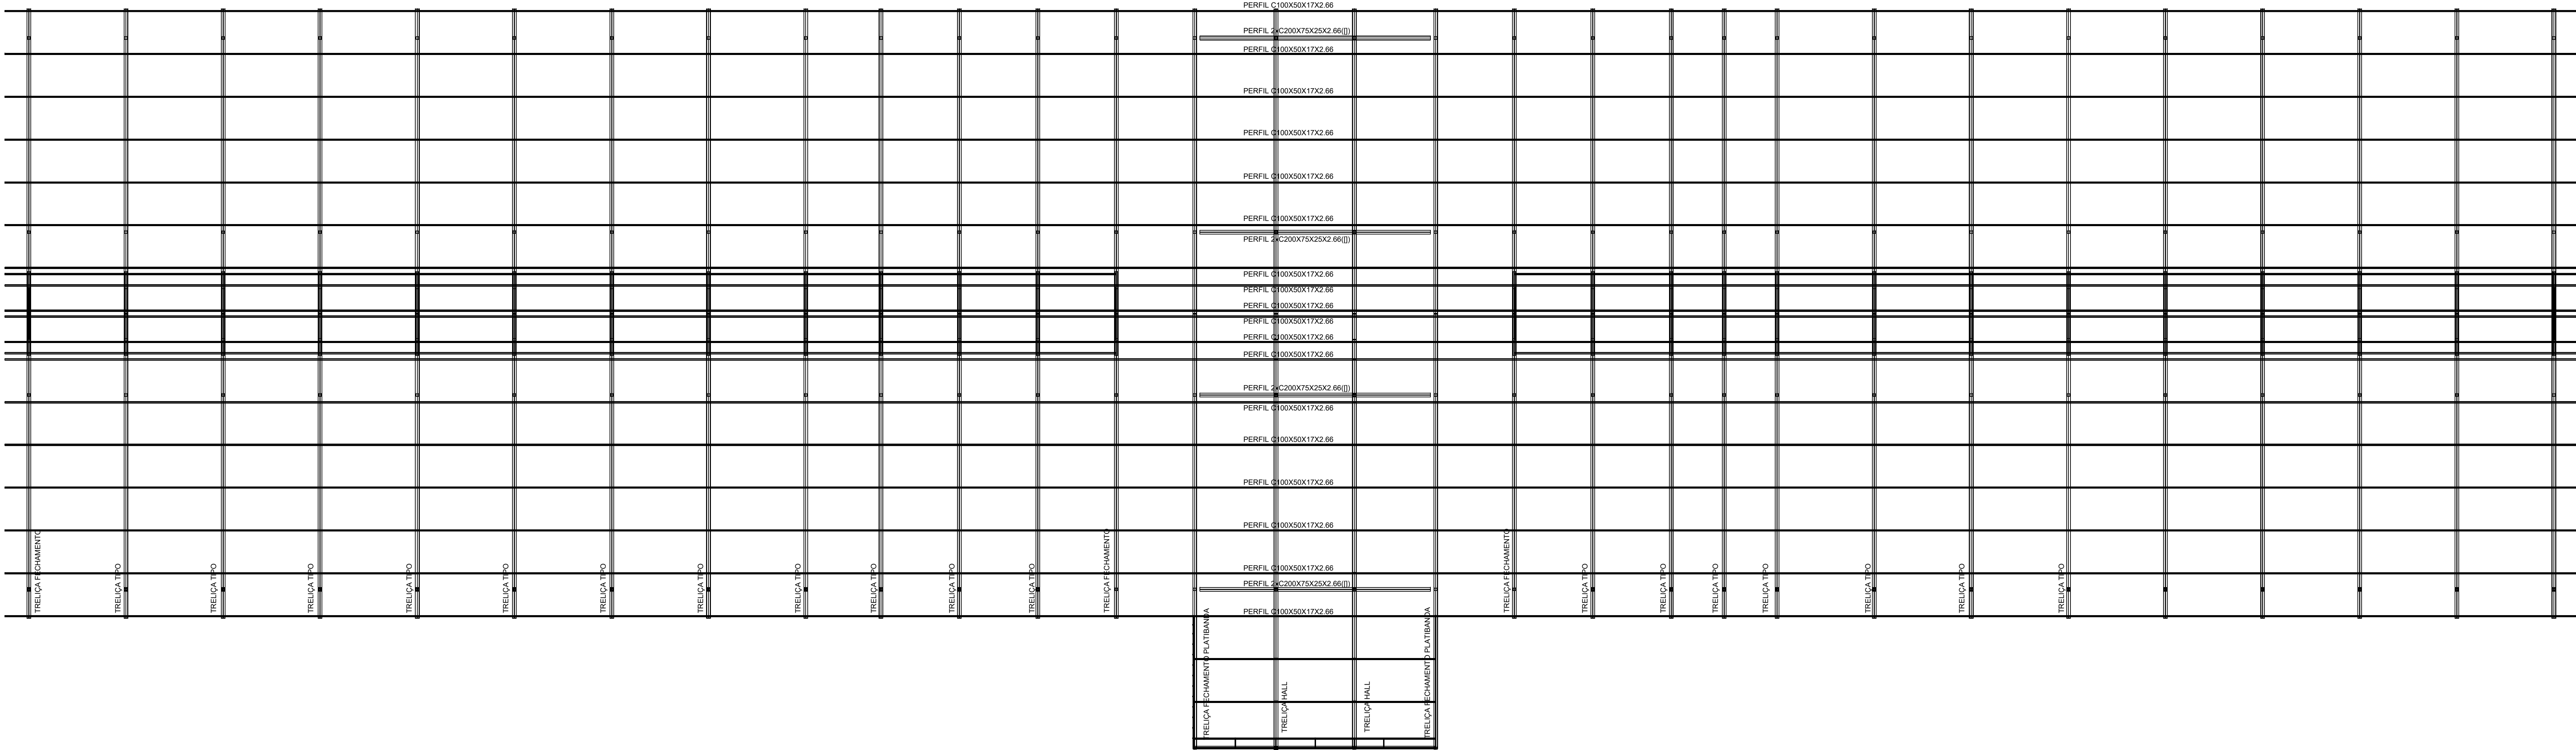 PERFIL C100X50X17X2.66
PERFIL 2xC200X75X25X2.66([])
PERFIL C100X50X17X2.66
PERFIL C100X50X17X2.66
PERFIL C100X50X17X2.66
PERFIL C100X50X17X2.66
PERFIL C100X50X17X2.66
PERFIL 2xC200X75X25X2.66([])
PERFIL C100X50X17X2.66
PERFIL C100X50X17X2.66
PERFIL C100X50X17X2.66
PERFIL C100X50X17X2.66
PERFIL C100X50X17X2.66
PERFIL C100X50X17X2.66
PERFIL 2xC200X75X25X2.66([])
PERFIL C100X50X17X2.66
PERFIL C100X50X17X2.66
PERFIL C100X50X17X2.66
PERFIL C100X50X17X2.66
PERFIL C100X50X17X2.66
PERFIL 2xC200X75X25X2.66([])
PERFIL C100X50X17X2.66
TRELIÇA FECHAMENTO
TRELIÇA TIPO
TRELIÇA TIPO
TRELIÇA TIPO
TRELIÇA TIPO
TRELIÇA TIPO
TRELIÇA TIPO
TRELIÇA TIPO
TRELIÇA TIPO
TRELIÇA TIPO
TRELIÇA TIPO
TRELIÇA TIPO
TRELIÇA FECHAMENTO
TRELIÇA FECHAMENTO PLATIBANDA
TRELIÇA HALL
TRELIÇA HALL
TRELIÇA FECHAMENTO PLATIBANDA
TRELIÇA FECHAMENTO
TRELIÇA TIPO
TRELIÇA TIPO
TRELIÇA TIPO
TRELIÇA TIPO
TRELIÇA TIPO
TRELIÇA TIPO
TRELIÇA TIPO